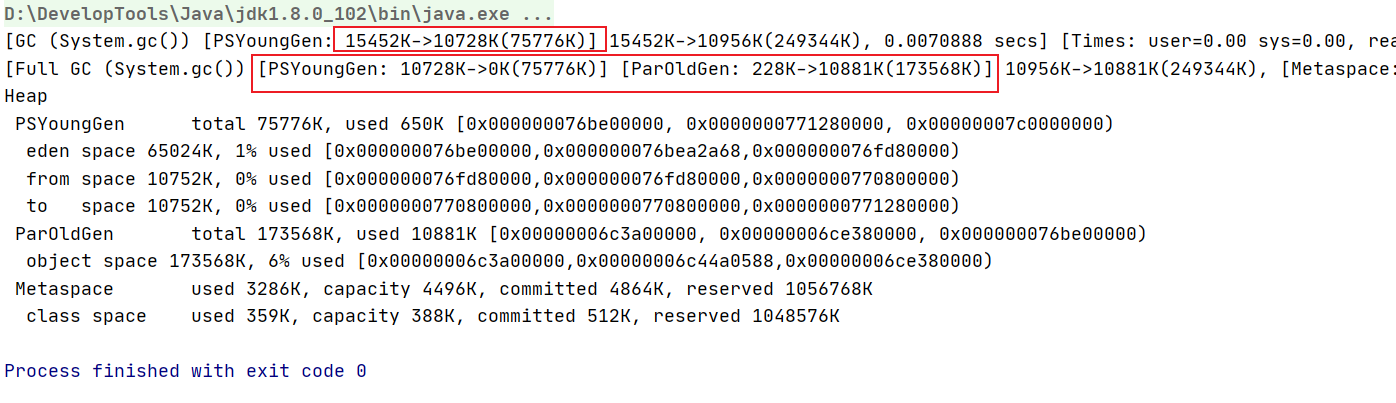 D:\DevelopTools\Java\jdk1.8.0_102\bin\java.exe ...
[GC (System.gc()) [PSYoungGen: 15452K->10728K(75776K)] 15452K->10956K(249344K), 0.0070888 secs] [Times: user=0.00 sys=0.00, rea
[Full GC (System.gc()) [PSYoungGen: 10728K->0K(75776K)] [ParOldGen: 228K->10881K(173568K)] 10956K->10881K(249344K), [Metaspace:
Heap
PSYoungGen total 75776K, used 650K [0x000000076be00000, 0x0000000771280000, 0x00000007c0000000)
eden space 65024K, 1% used [0x000000076be00000,0x000000076bea2a68,0x000000076fd80000)
from space 10752K, 0% used [0x000000076fd80000,0x000000076fd80000,0x0000000770800000)
to space 10752K, 0% used [0x0000000770800000,0x0000000770800000,0x0000000771280000)
ParOldGen total 173568K, used 10881K [0x00000006c3a00000, 0x00000006ce380000, 0x000000076be00000)
object space 173568K, 6% used [0x00000006c3a00000,0x00000006c44a0588,0x00000006ce380000)
Metaspace used 3286K, capacity 4496K, committed 4864K, reserved 1056768K
class space used 359K, capacity 388K, committed 512K, reserved 1048576K
Process finished with exit code 0